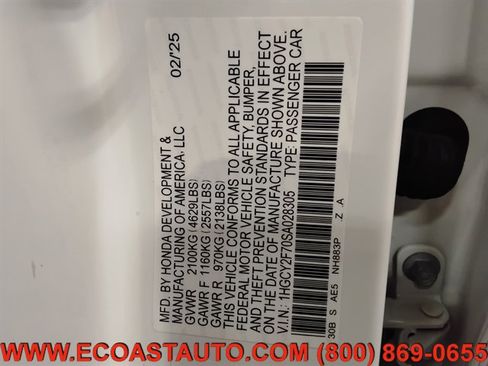 MFD. BY HONDA DEVELOPMENT & 02/25
MANUFACTURING OF AMERICA, LLC
GVWR 2100KG(4629LBS)
GAWR F 1160KG(2557LBS)
GAWR R 970KG(2138LBS)
THIS VEHICLE CONFORMS TO ALL APPLICABLE
FEDERAL MOTOR VEHICLE SAFETY, BUMPER,
AND THEFT PREVENTION STANDARDS IN EFFECT
ON THE DATE OF MANUFACTURE SHOWN ABOVE.
V.I.N.: 1HGCY2F70SA028305 TYPE: PASSENGER CAR
30B S AE5 NH883P Z .A
WWW.ECOASTAUTO.COM (800) 869-0655